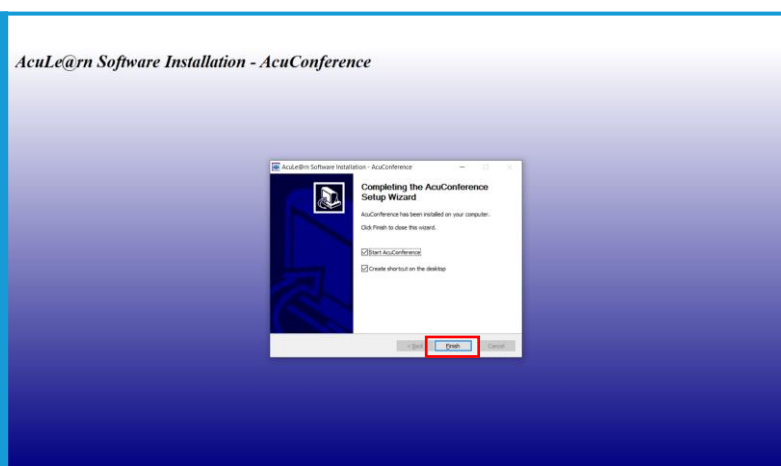 AcuLe@rn Software Installation - AcuConference
AcuLe@rn Software Installation - AcuConference
Completing the AcuConference
Setup Wizard
AcuConference has been installed on your computer.
Click Finish to close this wizard.
Start AcuConference
Create shortcut on the desktop
< Back Finish Cancel